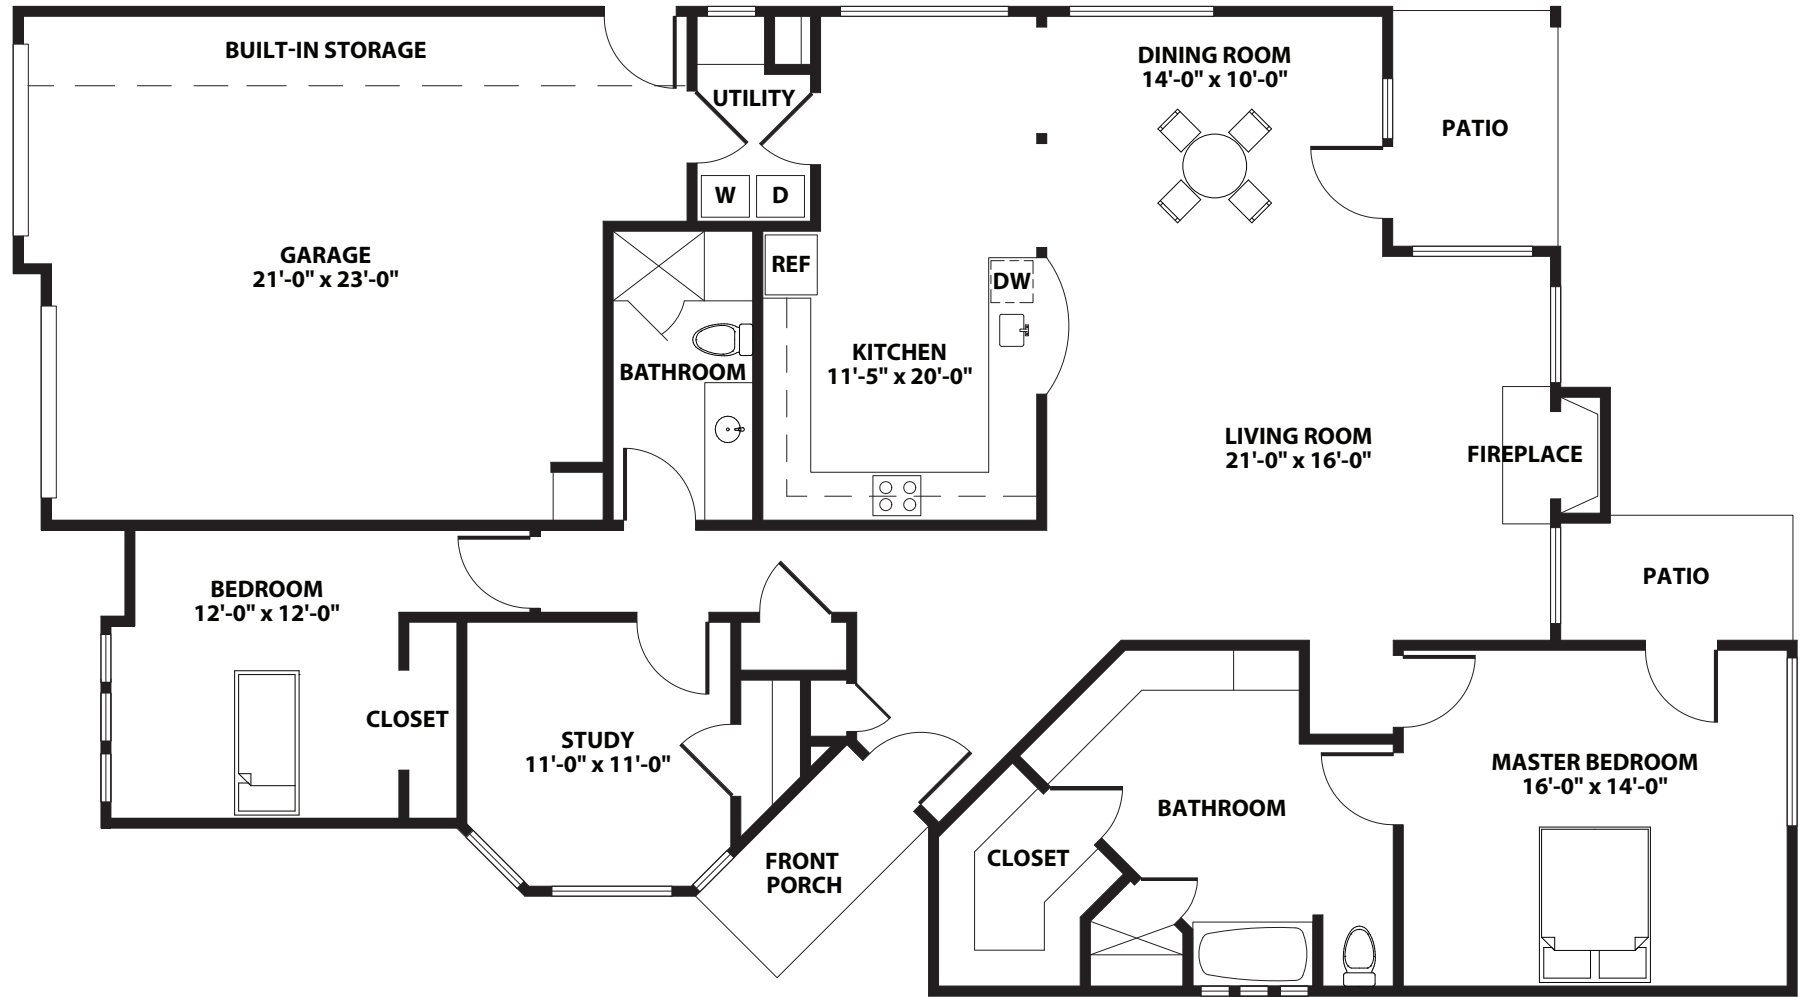 BUILT-IN STORAGE
DINING ROOM
14'-0" x 10'-0"
UTILITY
PATIO
W
D
GARAGE
21'-0" x 23'-0"
REF
DW
KITCHEN
11'-5" x 20'-0"
BATHROOM
LIVING ROOM
21'-0" x 16'-0"
FIREPLACE
BEDROOM
12'-0" x 12'-0"
PATIO
CLOSET
STUDY
11'-0" x 11'-0"
MASTER BEDROOM
16'-0" x 14'-0"
BATHROOM
CLOSET
FRONT
PORCH